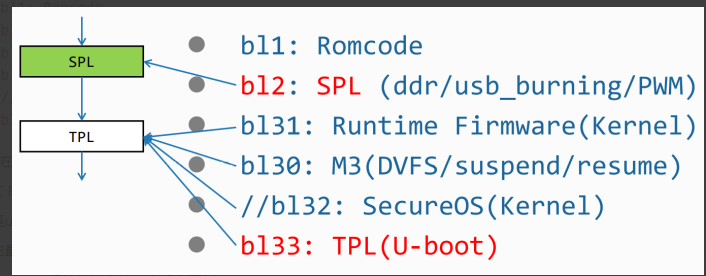 SPL
TPL
bl1: Romcode
bl2: SPL (ddr/usb_burning/PWM)
bl31: Runtime Firmware(Kernel)
bl30: M3(DVFS/suspend/resume)
//bl32: SecureOS(Kernel)
bl33: TPL(U-boot)